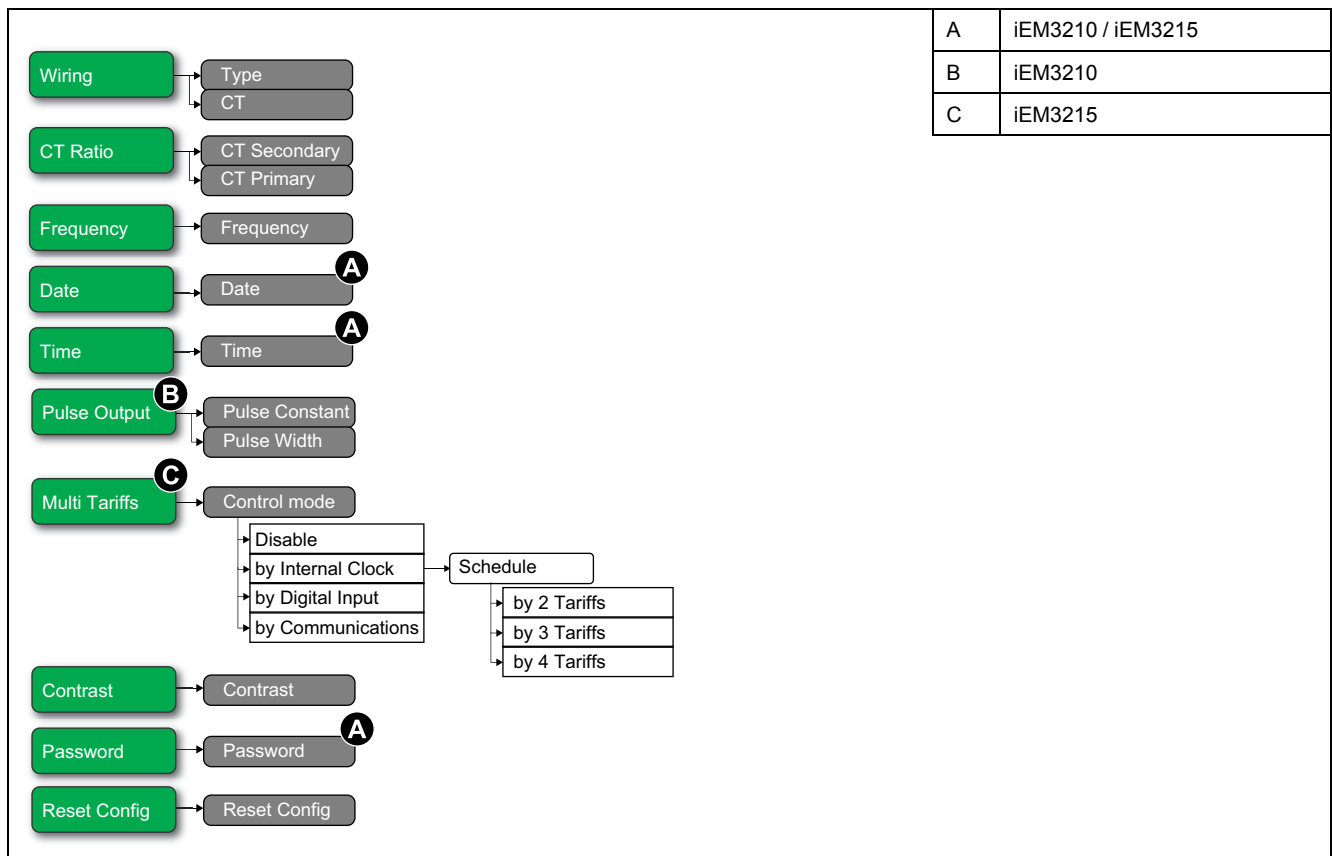 A iEM3210 / iEM3215
B iEM3210
C iEM3215
Wiring
Type
CT
CT Ratio
CT Secondary
CT Primary
Frequency
Frequency
Date
Date
A
Time
Time
A
Pulse Output
B
Pulse Constant
Pulse Width
Multi Tariffs
C
Control mode
Disable
by Internal Clock
by Digital Input
by Communications
Schedule
by 2 Tariffs
by 3 Tariffs
by 4 Tariffs
Contrast
Contrast
Password
Password
A
Reset Config
Reset Config